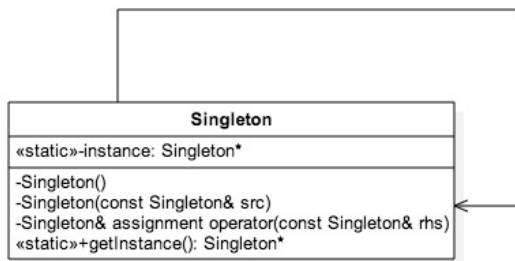 Singleton
«static»-instance: Singleton*
-Singleton()
-Singleton(const Singleton& src)
-Singleton& assignment operator(const Singleton& rhs)
«static»+getInstance(): Singleton*